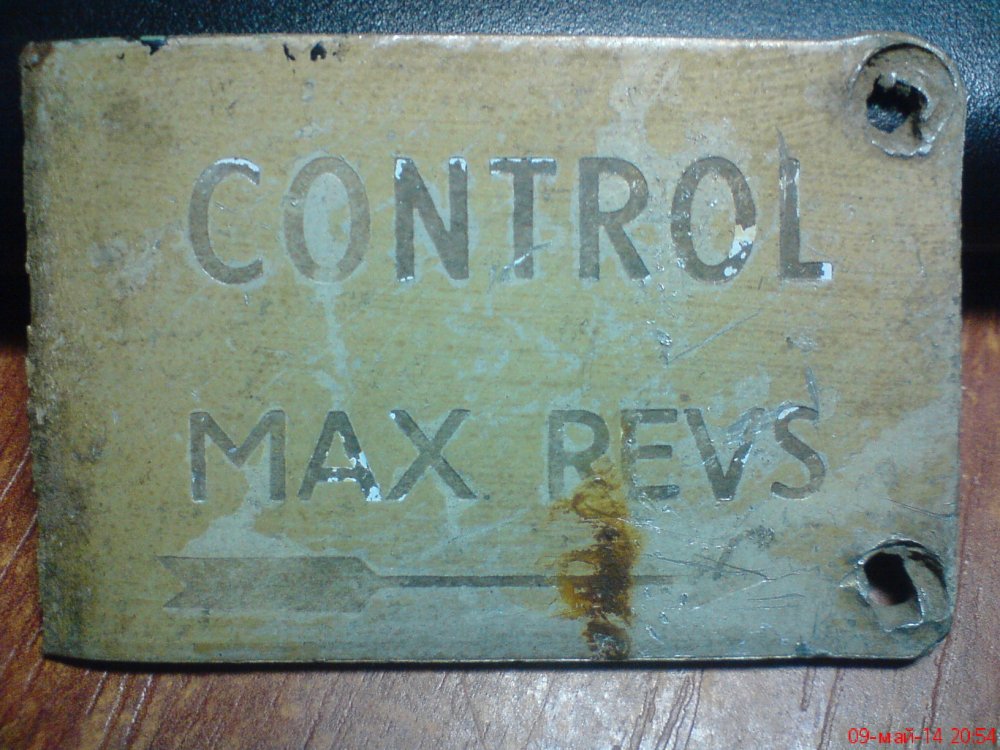 CONTROL
MAX. REVS
09-май-14 20:54